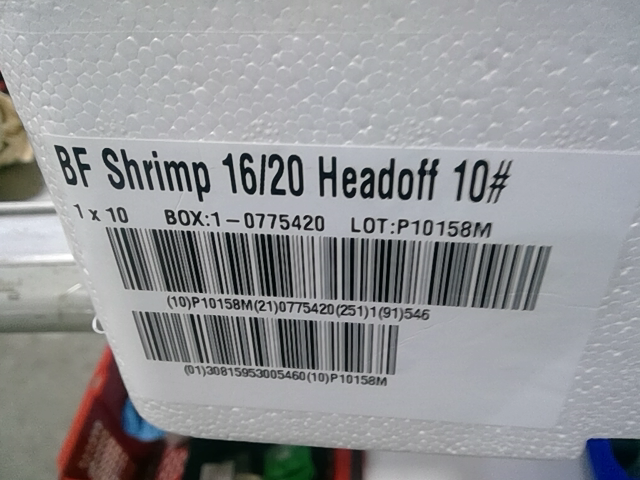 BF Shrimp 16/20 Headoff 10#
1 x 10 BOX:1-0775420 LOT:P10158M
(10)P10158M(21)0775420(251)1(91)546
(01)30815953005460(10)P10158M